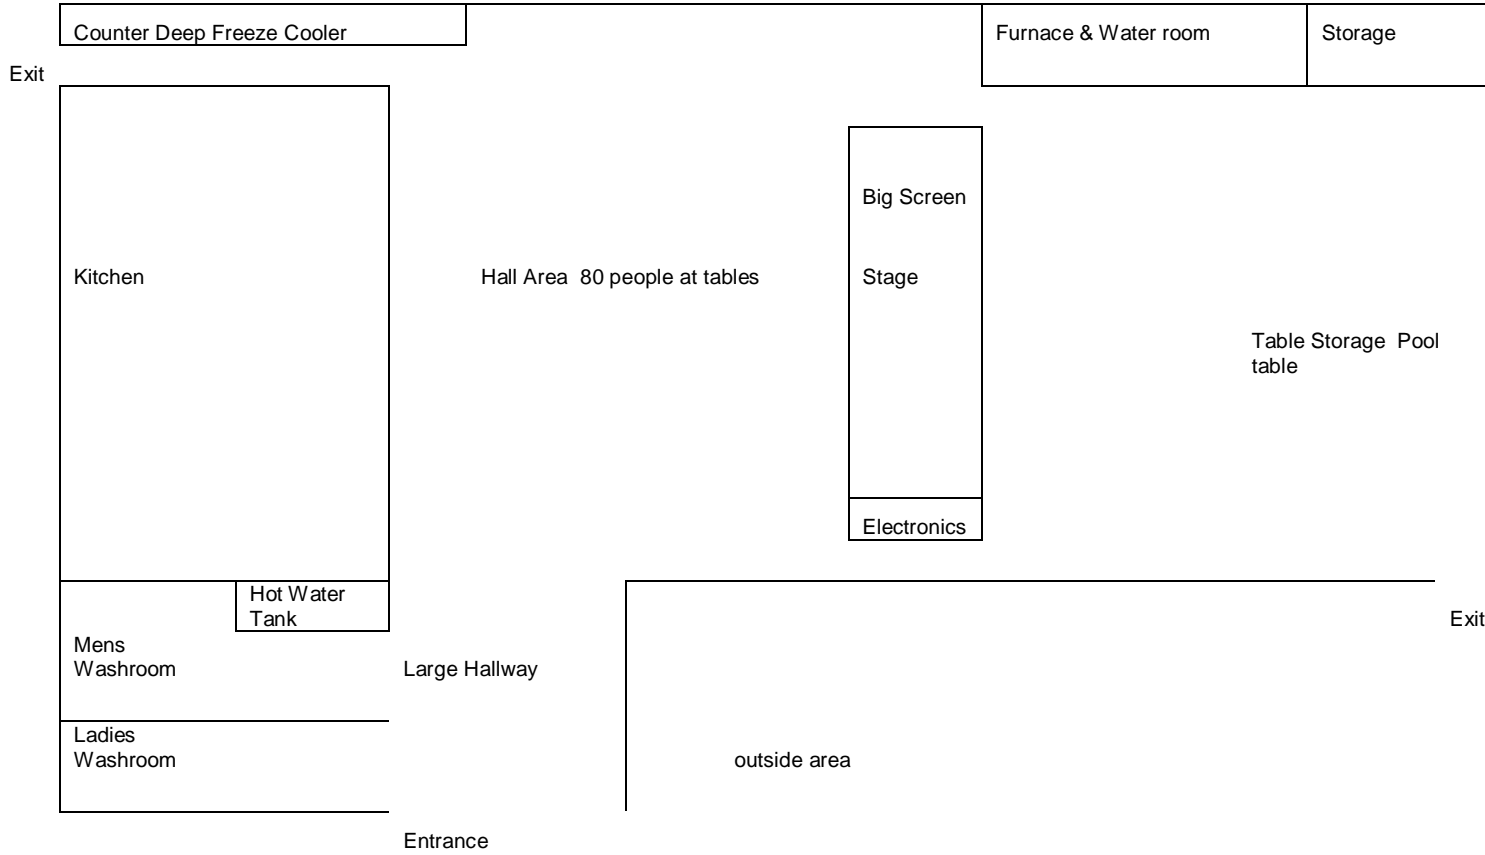 Counter Deep Freeze Cooler
Furnace & Water room
Storage
Exit
Big Screen
Kitchen
Hall Area  80 people at tables
Stage
Table Storage  Pool
table
Electronics
Hot Water
Tank
Exit
Mens
Washroom
Large Hallway
Ladies
Washroom
outside area
Entrance